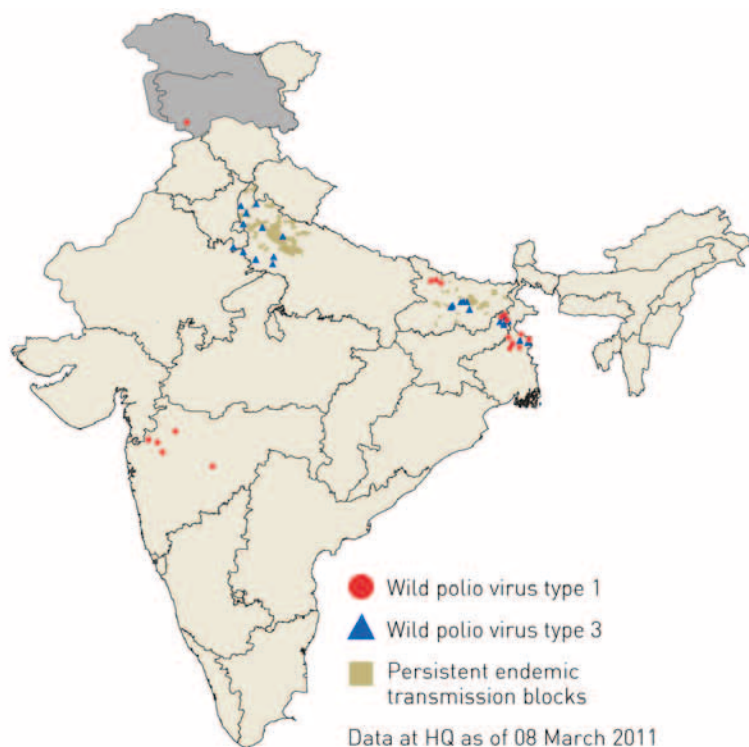 Wild polio virus type 1
Wild polio virus type 3
Persistent endemic
transmission blocks
Data at HQ as of 08 March 2011